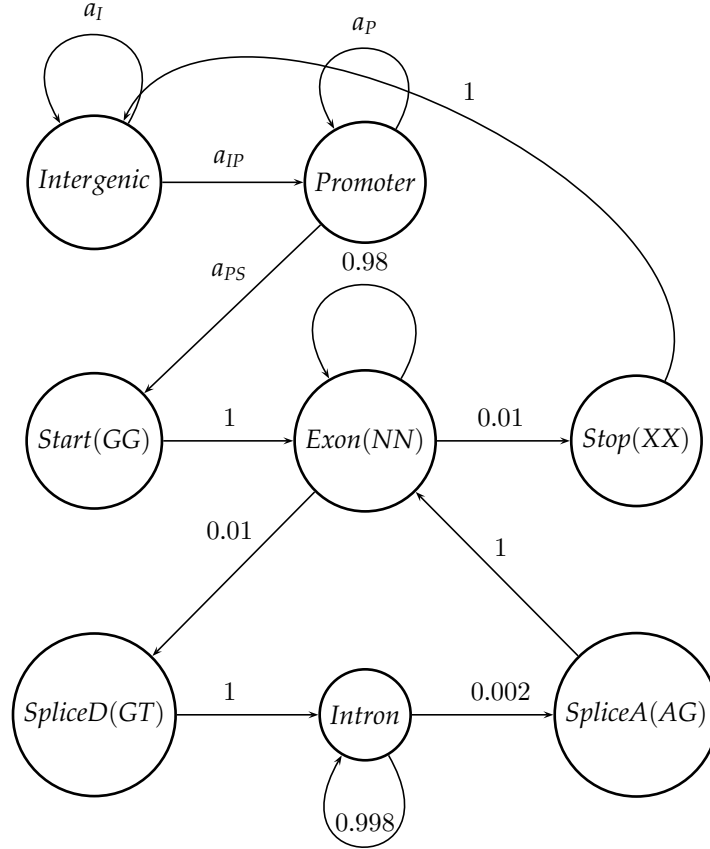 a_I
a_P
1
Intergenic
a_IP
Promoter
a_PS
0.98
Start(GG)
1
Exon(NN)
0.01
Stop(XX)
0.01
1
SpliceD(GT)
1
Intron
0.002
SpliceA(AG)
0.998